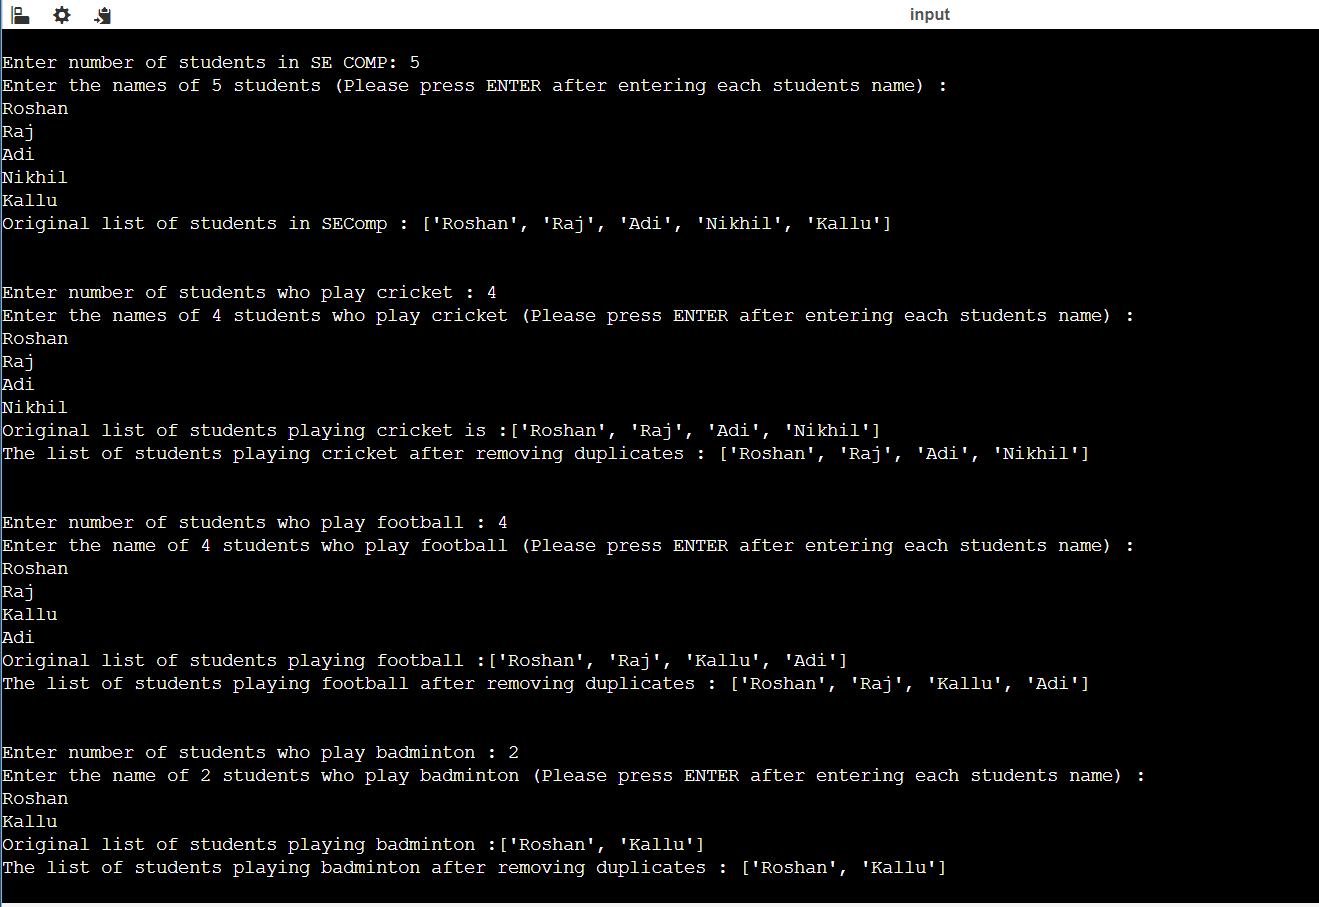 input
Enter number of students in SE COMP: 5
Enter the names of 5 students (Please press ENTER after entering each students name) :
Roshan
Raj
Adi
Nikhil
Kallu
Original list of students in SEComp : ['Roshan', 'Raj', 'Adi', 'Nikhil', 'Kallu']
Enter number of students who play cricket : 4
Enter the names of 4 students who play cricket (Please press ENTER after entering each students name) :
Roshan
Raj
Adi
Nikhil
Original list of students playing cricket is :['Roshan', 'Raj', 'Adi', 'Nikhil']
The list of students playing cricket after removing duplicates : ['Roshan', 'Raj', 'Adi', 'Nikhil']
Enter number of students who play football : 4
Enter the name of 4 students who play football (Please press ENTER after entering each students name) :
Roshan
Raj
Kallu
Adi
Original list of students playing football :['Roshan', 'Raj', 'Kallu', 'Adi']
The list of students playing football after removing duplicates : ['Roshan', 'Raj', 'Kallu', 'Adi']
Enter number of students who play badminton : 2
Enter the name of 2 students who play badminton (Please press ENTER after entering each students name) :
Roshan
Kallu
Original list of students playing badminton :['Roshan', 'Kallu']
The list of students playing badminton after removing duplicates : ['Roshan', 'Kallu']